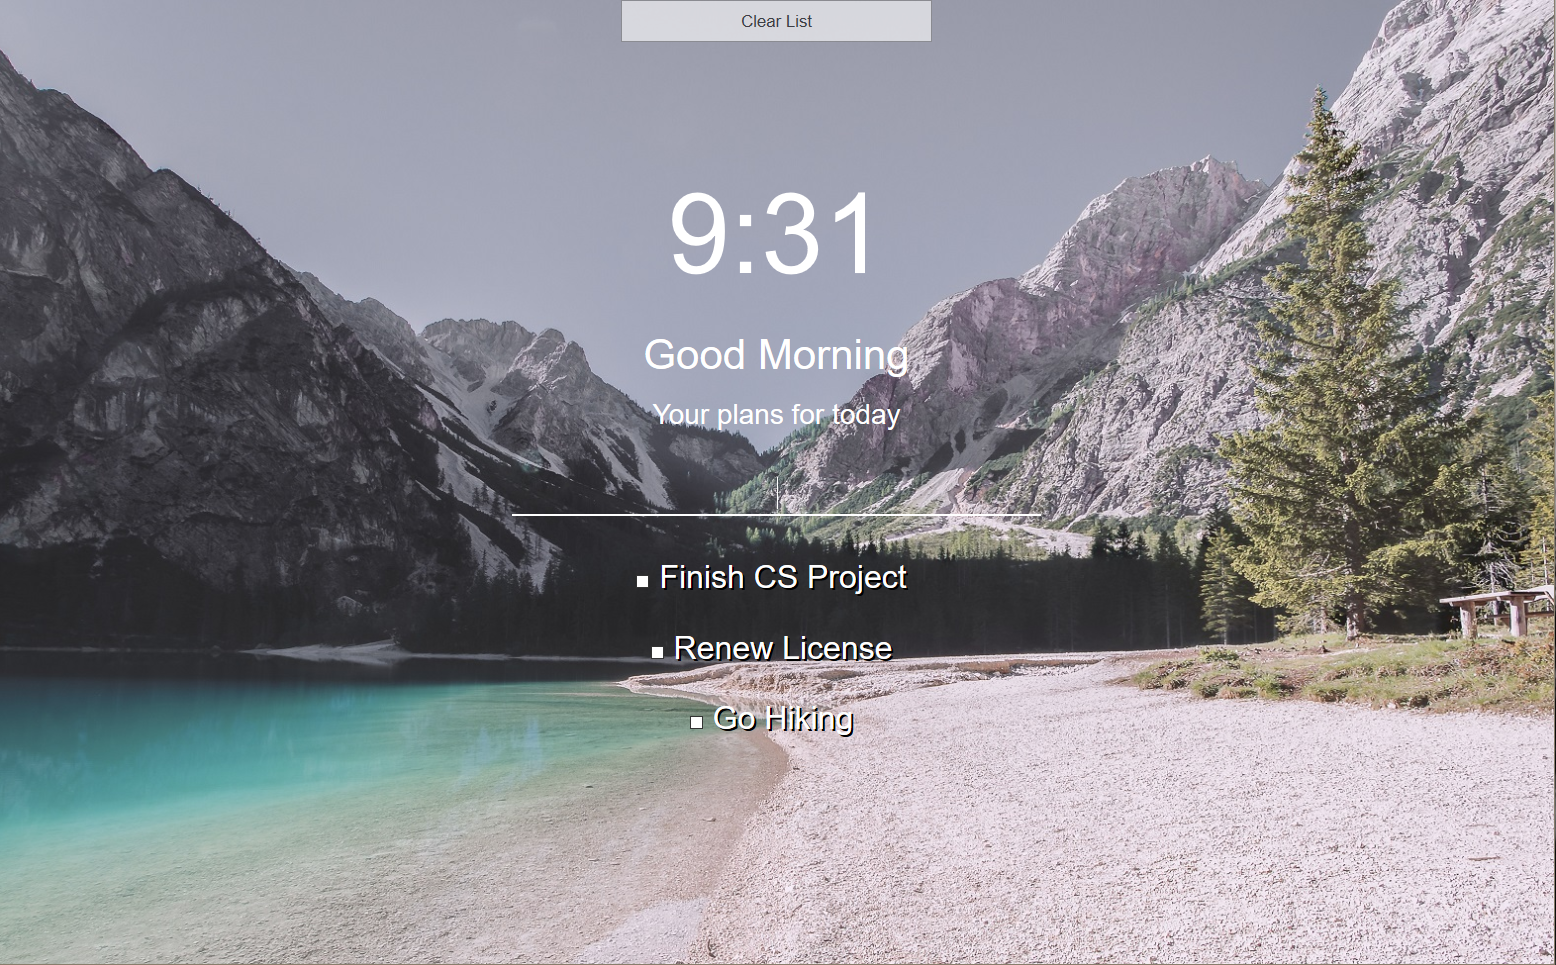 Clear List
9:31
Good Morning
Your plans for today
Finish CS Project
Renew License
Go Hiking